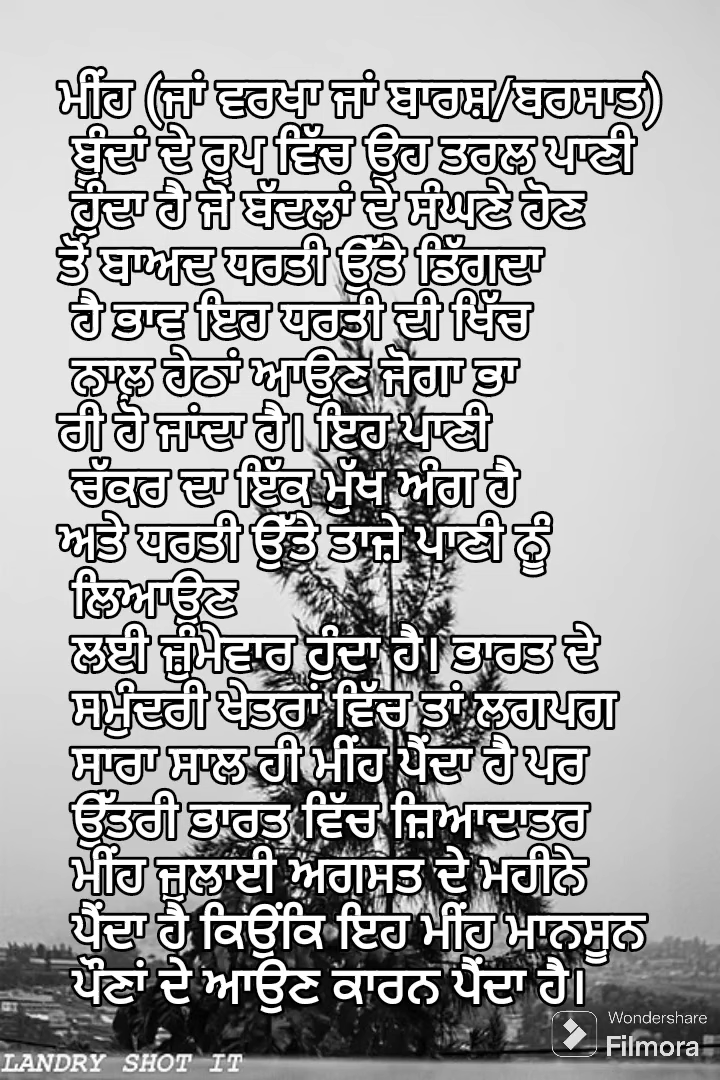 ਮੀਂਹ (ਜਾਂ ਵਰਖਾ ਜਾਂ ਬਾਰਸ਼/ਬਰਸਾਤ)
ਬੂੰਦਾਂ ਦੇ ਰੂਪ ਵਿੱਚ ਉਹ ਤਰਲ ਪਾਣੀ
ਹੁੰਦਾ ਹੈ ਜੋ ਬੱਦਲਾਂ ਦੇ ਸੰਘਣੇ ਹੋਣ
ਤੋਂ ਬਾਅਦ ਧਰਤੀ ਉੱਤੇ ਡਿੱਗਦਾ
ਹੈ ਭਾਵ ਇਹ ਧਰਤੀ ਦੀ ਖਿੱਚ
ਨਾਲ਼ ਹੇਠਾਂ ਆਉਣ ਜੋਗਾ ਭਾ
ਰੀ ਹੋ ਜਾਂਦਾ ਹੈ। ਇਹ ਪਾਣੀ
ਚੱਕਰ ਦਾ ਇੱਕ ਮੁੱਖ ਅੰਗ ਹੈ
ਅਤੇ ਧਰਤੀ ਉੱਤੇ ਤਾਜ਼ੇ ਪਾਣੀ ਨੂੰ
ਲਿਆਉਣ
ਲਈ ਜ਼ੁੰਮੇਵਾਰ ਹੁੰਦਾ ਹੈ। ਭਾਰਤ ਦੇ
ਸਮੁੰਦਰੀ ਖੇਤਰਾਂ ਵਿੱਚ ਤਾਂ ਲਗਪਗ
ਸਾਰਾ ਸਾਲ ਹੀ ਮੀਂਹ ਪੈਂਦਾ ਹੈ ਪਰ
ਉੱਤਰੀ ਭਾਰਤ ਵਿੱਚ ਜ਼ਿਆਦਾਤਰ
ਮੀਂਹ ਜੁਲਾਈ ਅਗਸਤ ਦੇ ਮਹੀਨੇ
ਪੈਂਦਾ ਹੈ ਕਿਉਂਕਿ ਇਹ ਮੀਂਹ ਮਾਨਸੂਨ
ਪੌਣਾਂ ਦੇ ਆਉਣ ਕਾਰਨ ਪੈਂਦਾ ਹੈ।
Wondershare
Filmora
LANDRY SHOT IT